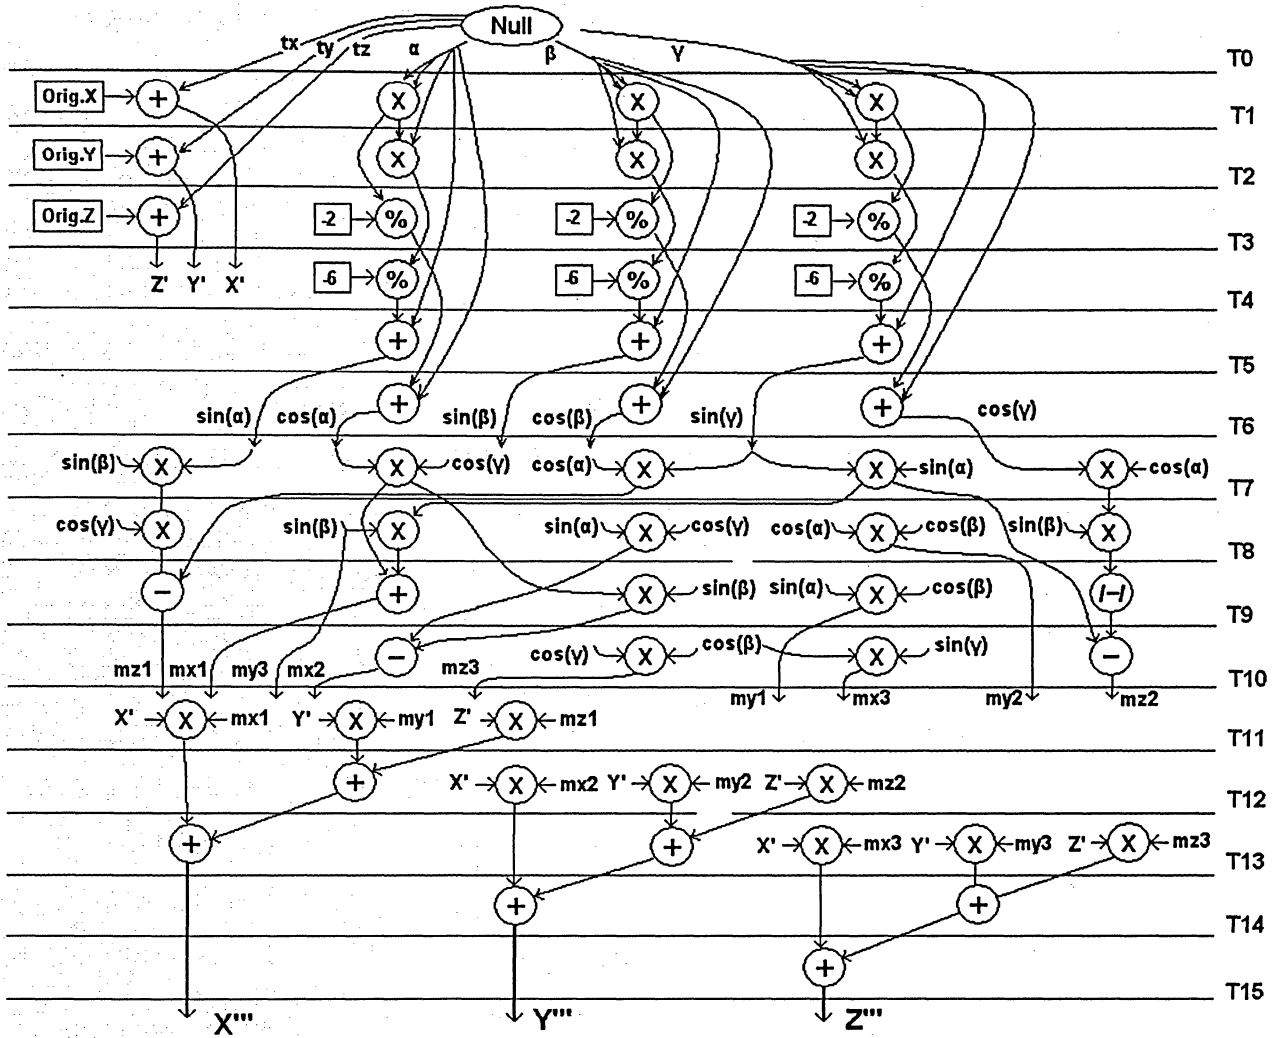 Null
tx ty tz α β γ
T0
Orig.X + X X X
T1
Orig.Y + X X X
T2
Orig.Z + -2 % -2 % -2 %
T3
Z' Y' X' -6 % -6 % -6 %
T4
+ + +
T5
sin(α) cos(α) + sin(β) cos(β) + sin(γ) + cos(γ)
T6
sin(β) X X cos(γ) cos(α) X X sin(α) X cos(α)
T7
cos(γ) X sin(β) X sin(α) X cos(γ) cos(α) X cos(β) sin(β) X
T8
− + X sin(β) sin(α) X cos(β) /−/
T9
mz1 mx1 my3 mx2 − mz3 cos(γ) X cos(β) X sin(γ) −
T10
my1 mx3 my2 mz2
X' X mx1 Y' X my1 Z' X mz1
T11
+ X' X mx2 Y' X my2 Z' X mz2
T12
+ + X' X mx3 Y' X my3 Z' X mz3
T13
+ +
T14
+
T15
X''' Y''' Z'''